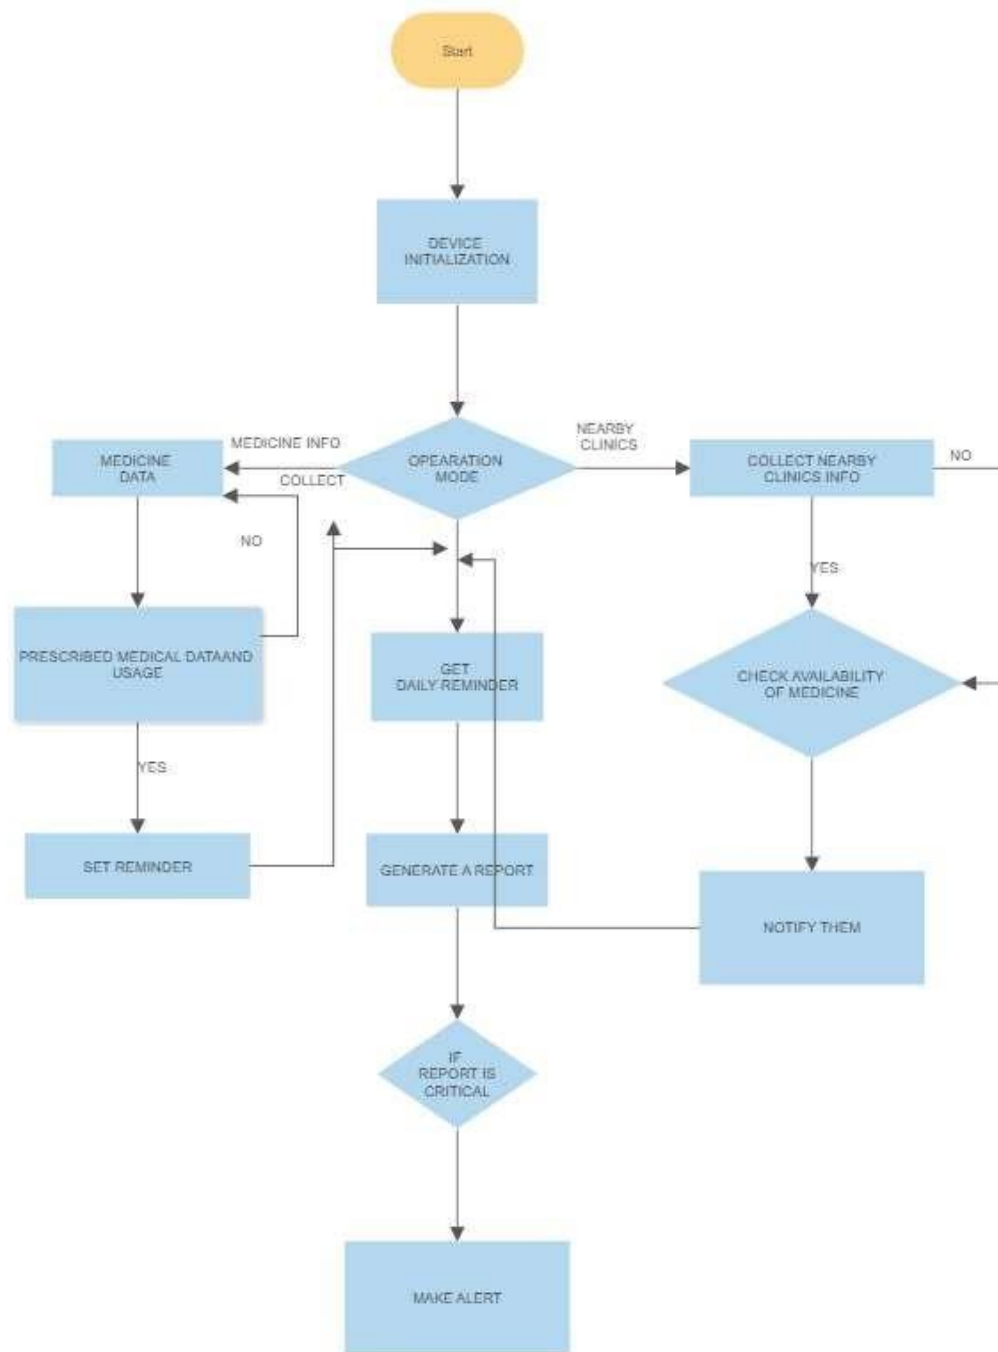 Start
DEVICE
INITIALIZATION
MEDICINE INFO
NEARBY
CLINICS
MEDICINE
DATA
COLLECT
OPEARATION
MODE
COLLECT NEARBY
CLINICS INFO
NO
NO
YES
PRESCRIBED MEDICAL DATAAND
USAGE
GET
DAILY REMINDER
CHECK AVAILABILITY
OF MEDICINE
YES
SET REMINDER
GENERATE A REPORT
NOTIFY THEM
IF
REPORT IS
CRITICAL
MAKE ALERT